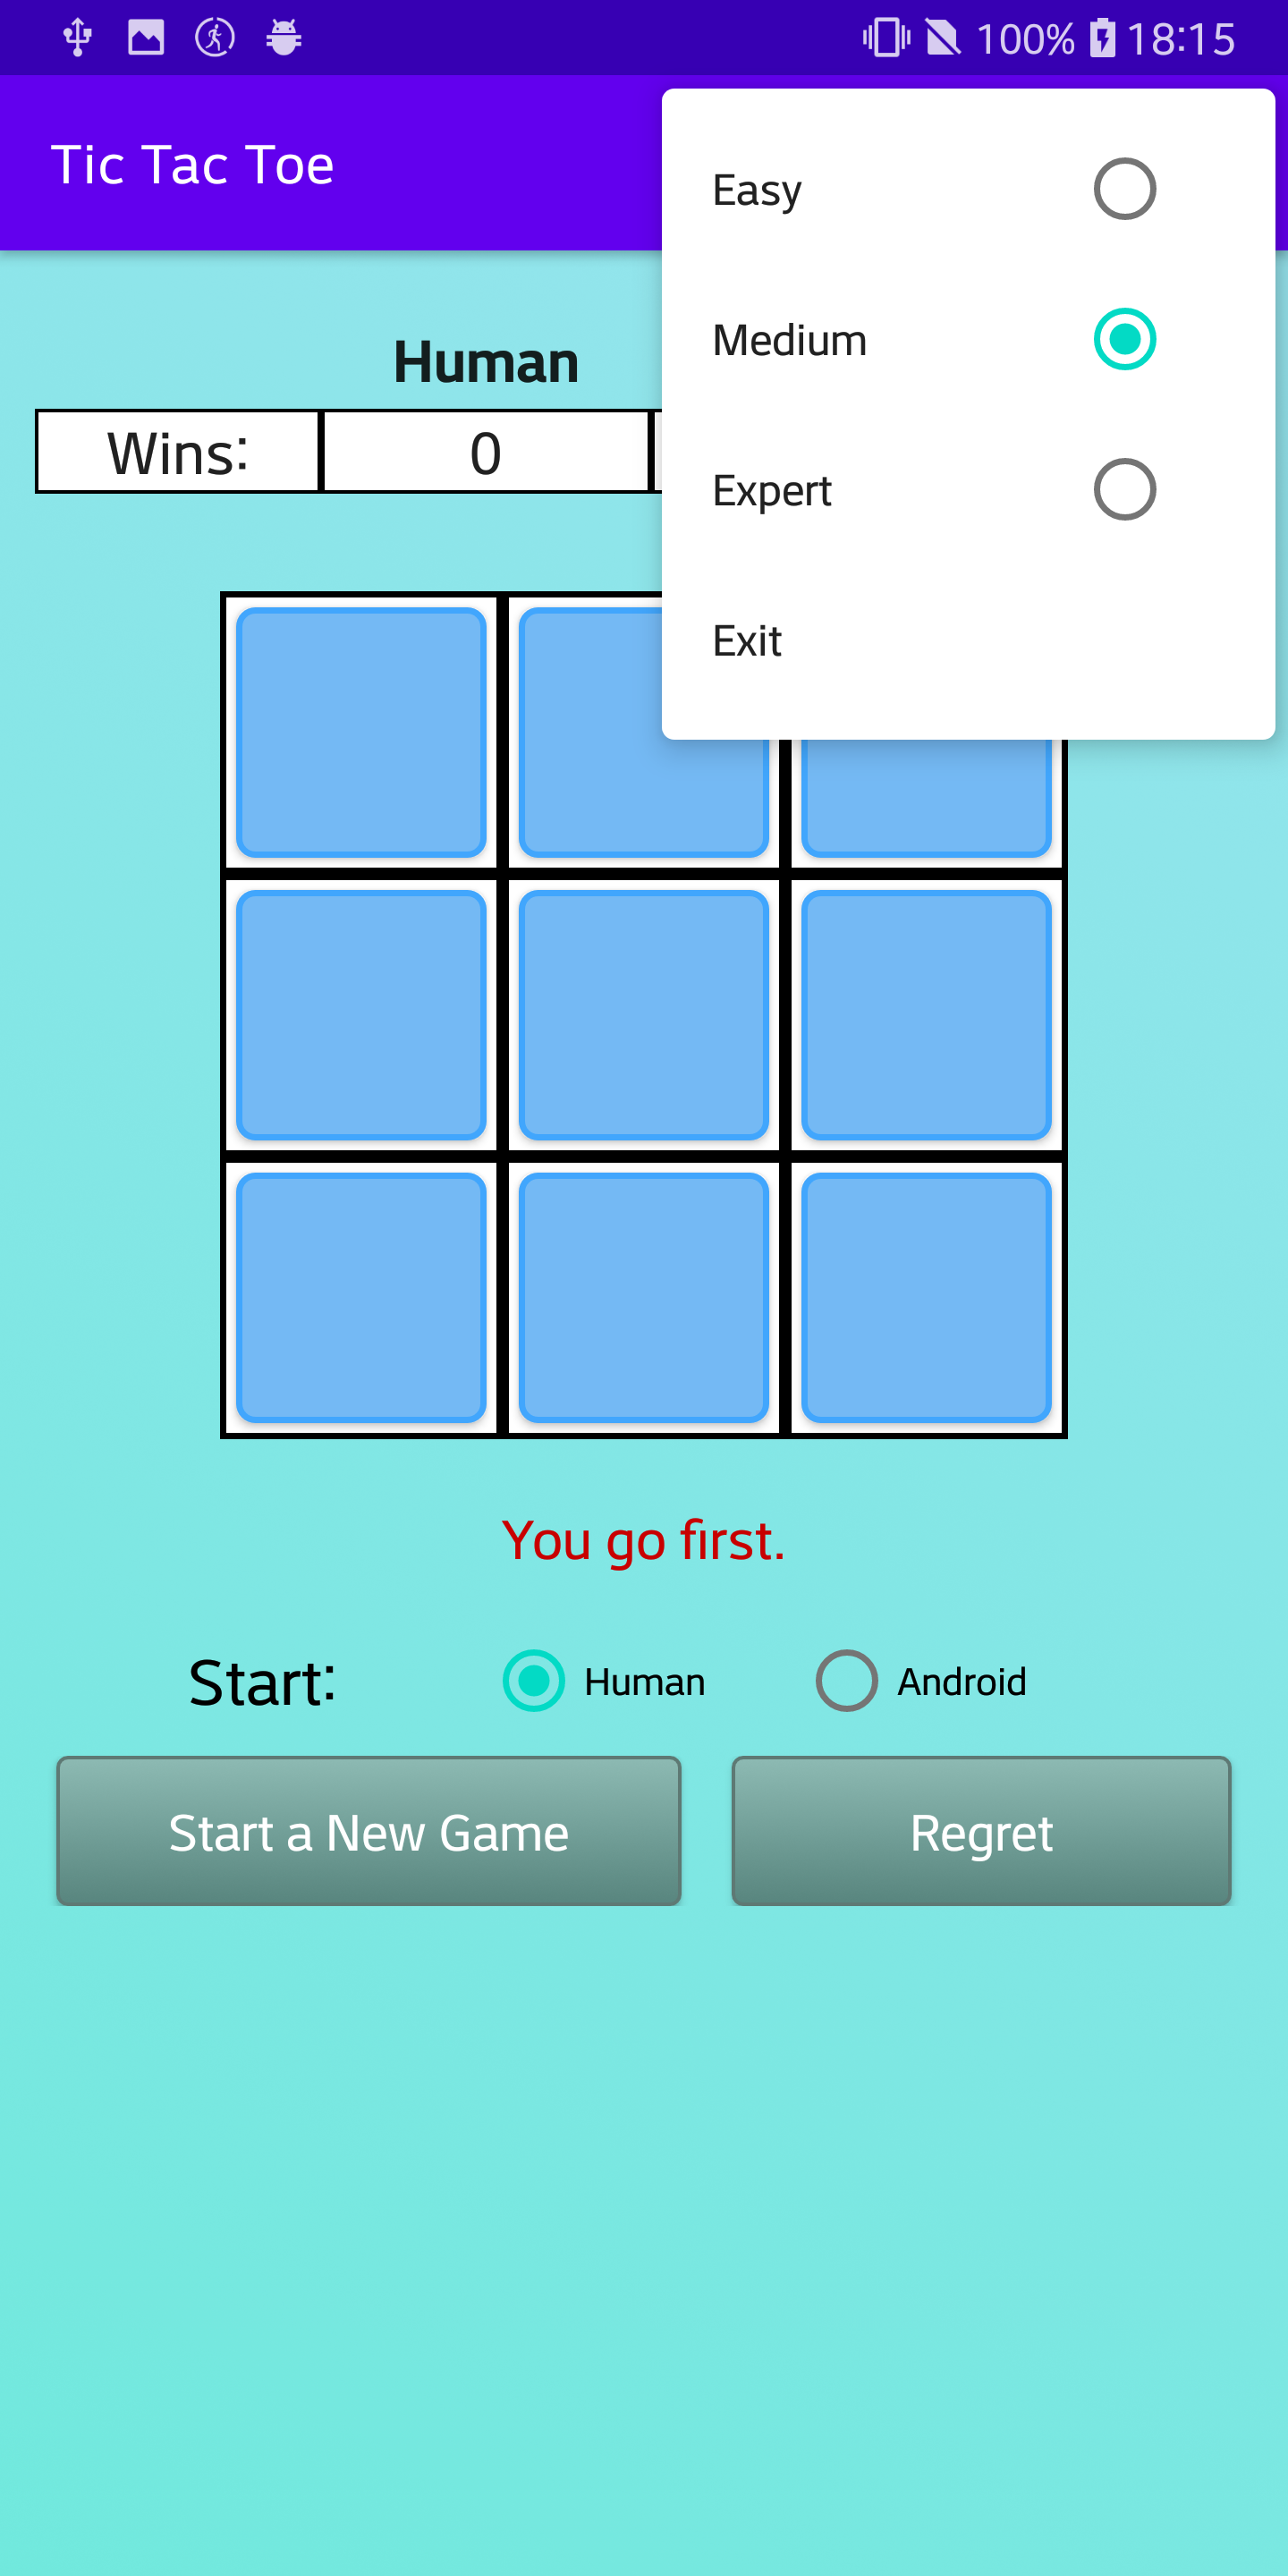 100% 18:15
Tic Tac Toe
Easy
Medium
Expert
Exit
Human
Wins: 0
You go first.
Start: Human Android
Start a New Game Regret